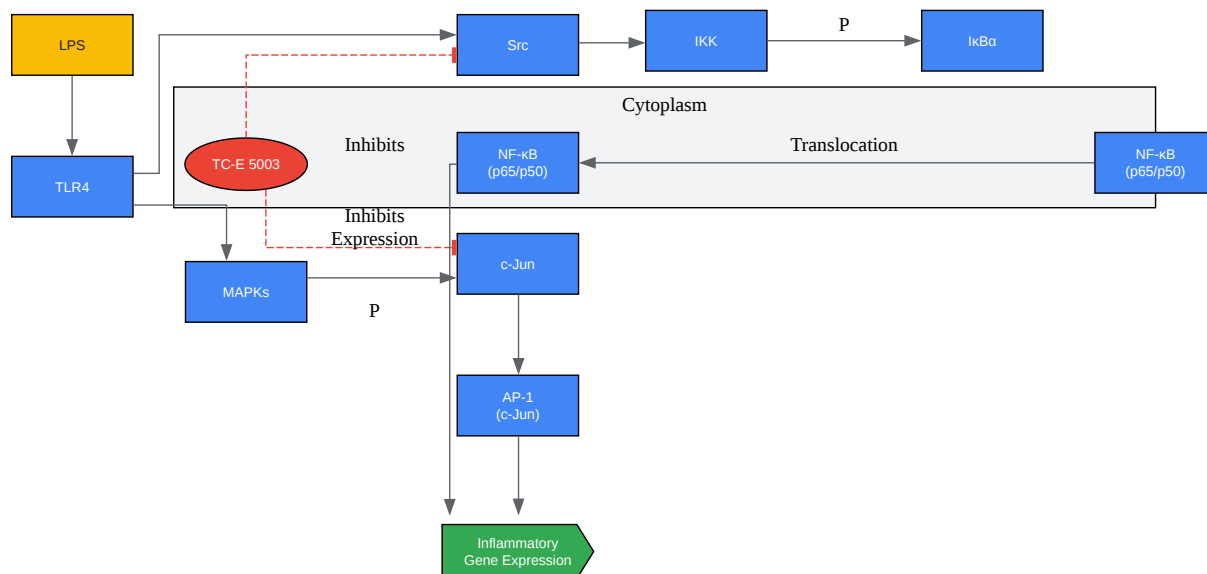 LPS
Src
IKK
P
IκBα
Cytoplasm
TLR4
TC-E 5003
Inhibits
NF-κB
(p65/p50)
Translocation
NF-κB
(p65/p50)
Inhibits
Expression
MAPKs
P
c-Jun
AP-1
(c-Jun)
Inflammatory
Gene Expression